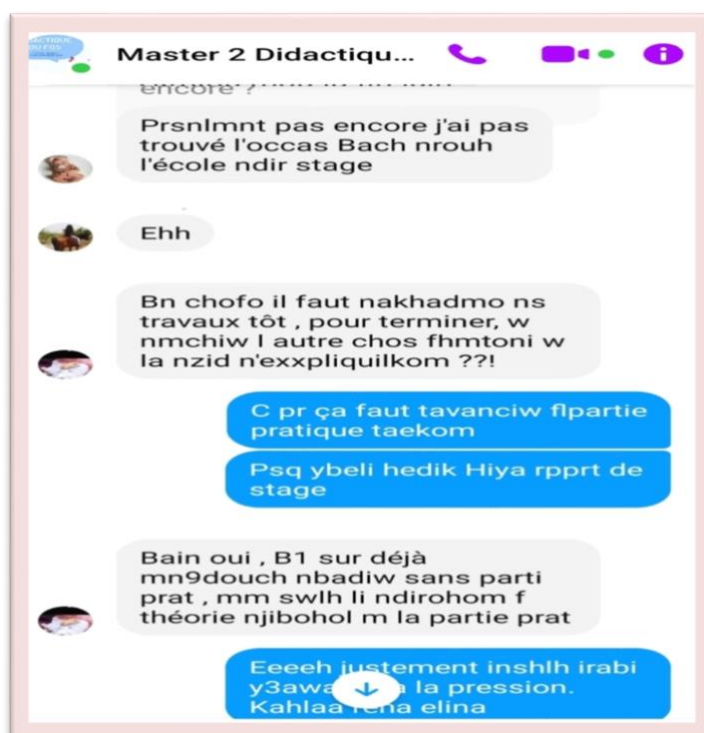 Master 2 Didactiqu...
encore ?
Prsnlmnt pas encore j'ai pas
trouvé l'occas Bach nrouh
l'école ndir stage
Ehh
Bn chofo il faut nakhadmo ns
travaux tôt , pour terminer, w
nmchiw l autre chos fhmtoni w
la nzid n'exxpliquilkom ??!
C pr ça faut tavanciw flpartie
pratique taekom
Psq ybeli hedik Hiya rpprt de
stage
Bain oui , B1 sur déjà
mn9douch nbadiw sans parti
prat , mm swlh li ndirohom f
théorie njibohol m la partie prat
Eeeeh justement inshlh irabi
la pression.
Kahlaa elina